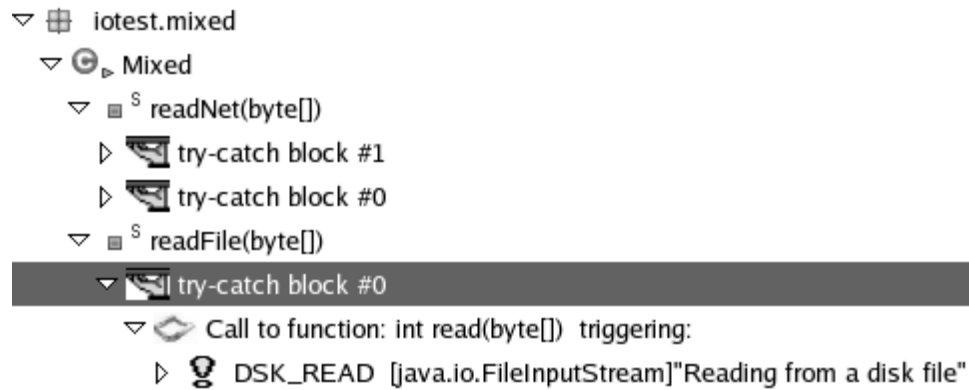 iotest.mixed
Mixed
S readNet(byte[])
try-catch block #1
try-catch block #0
S readFile(byte[])
try-catch block #0
Call to function: int read(byte[]) triggering:
DSK_READ [java.io.FileInputStream]"Reading from a disk file"